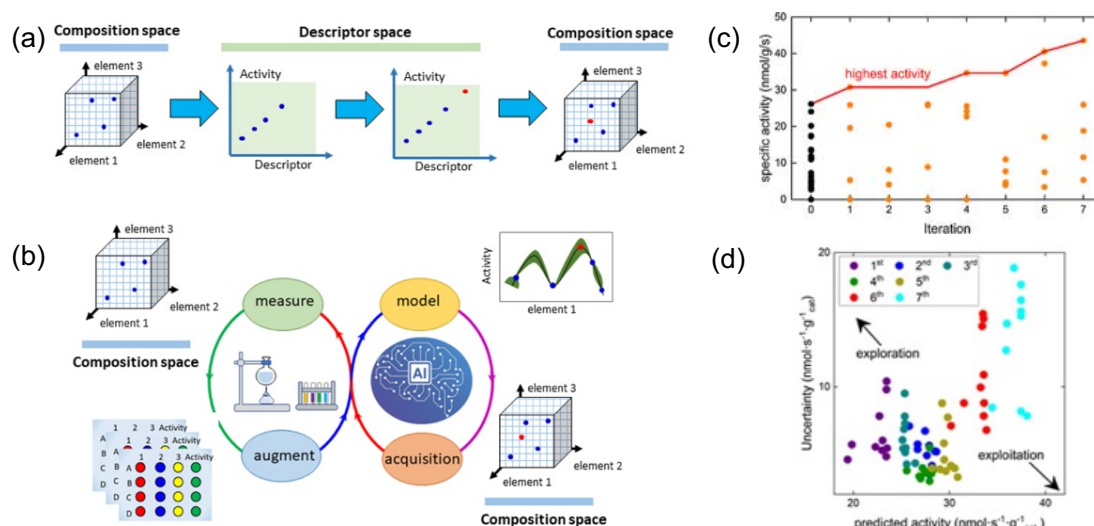 (a)
Composition space
element 3
element 2
element 1
Descriptor space
Activity
Descriptor
Activity
Descriptor
Composition space
element 3
element 2
element 1
(b)
element 3
element 2
element 1
Composition space
measure
model
augment
acquisition
AI
Activity
element 1
element 3
element 2
element 1
Composition space
1 2 3 Activity
A
B
C
D
1 2 3 Activity
A
B
C
D
1 2 3 Activity
A
B
C
D
(c)
specific activity (nmol/g/s)
50
40
30
20
10
0
highest activity
0 1 2 3 4 5 6 7
Iteration
(d)
Uncertainty (nmol·s⁻¹·g⁻¹cat)
20
10
1st 2nd 3rd
4th 5th
6th 7th
exploration
exploitation
20 30 40
predicted activity (nmol·s⁻¹·g⁻¹